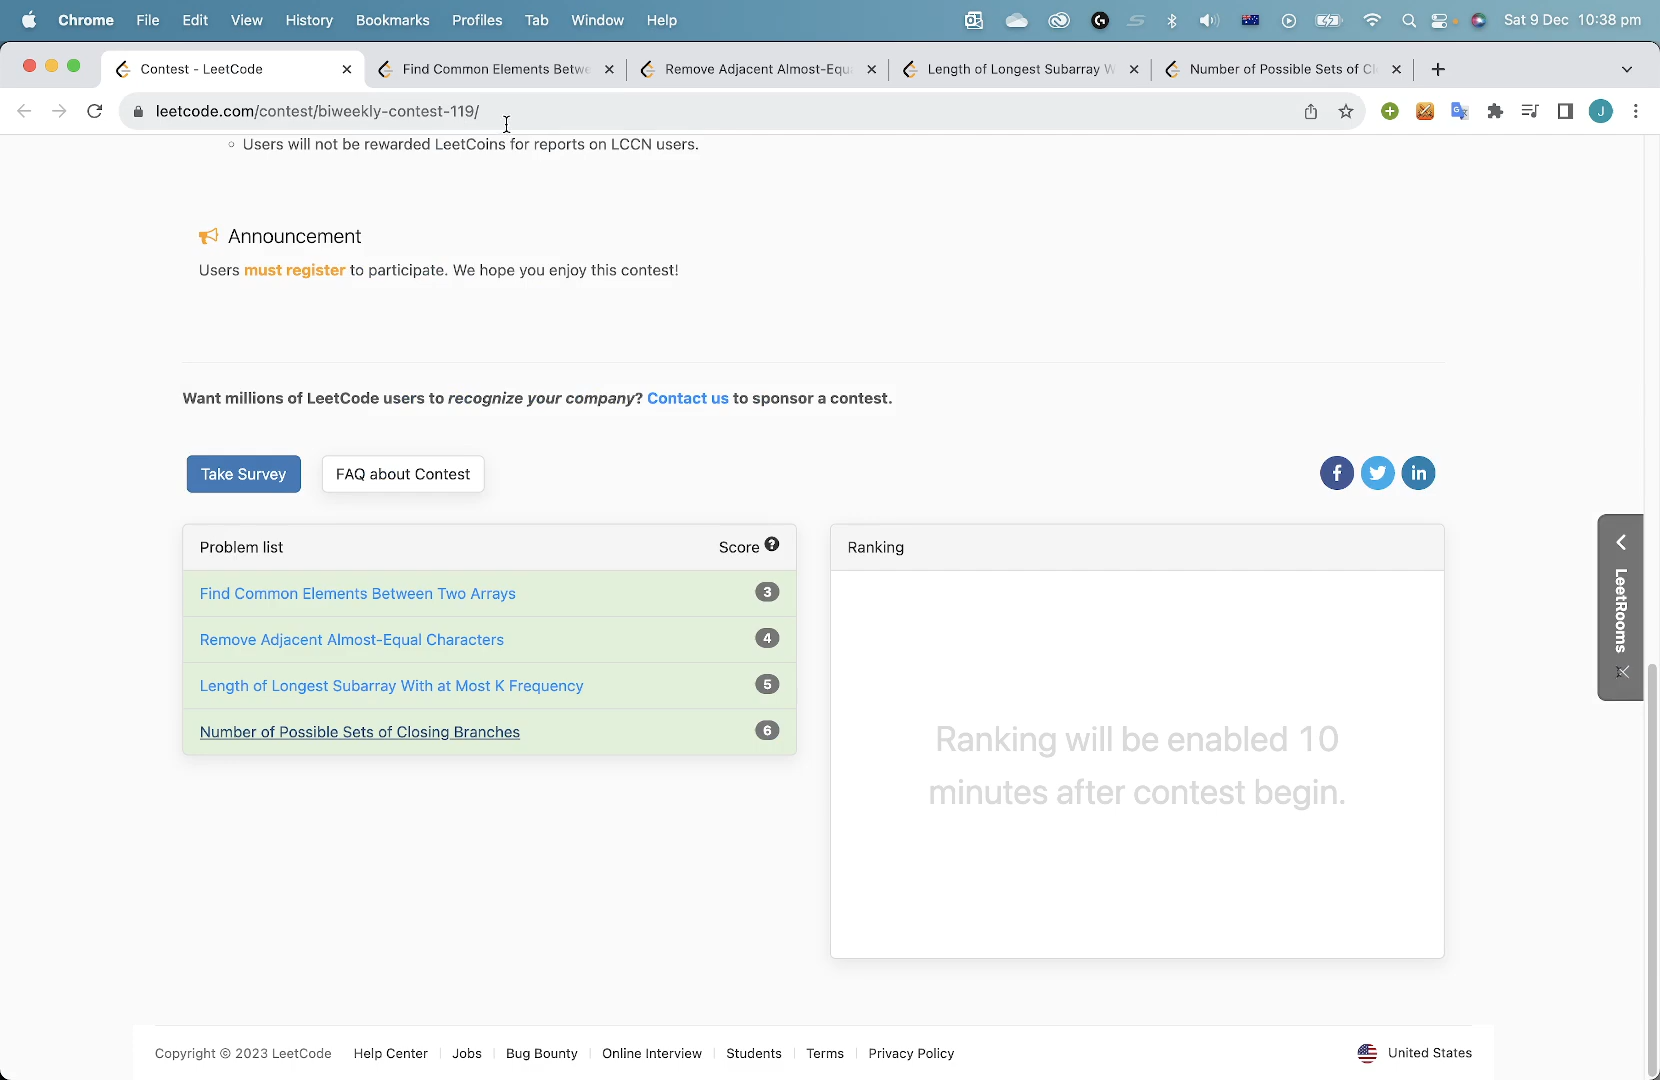 Chrome File Edit View History Bookmarks Profiles Tab Window Help Sat 9 Dec 10:38 pm
Contest - LeetCode Find Common Elements Betwe Remove Adjacent Almost-Equ Length of Longest Subarray W Number of Possible Sets of Cl
leetcode.com/contest/biweekly-contest-119/ J
Users will not be rewarded LeetCoins for reports on LCCN users.
Announcement
Users must register to participate. We hope you enjoy this contest!
Want millions of LeetCode users to recognize your company? Contact us to sponsor a contest.
Take Survey FAQ about Contest
Problem list Score
Find Common Elements Between Two Arrays 3
Remove Adjacent Almost-Equal Characters 4
Length of Longest Subarray With at Most K Frequency 5
Number of Possible Sets of Closing Branches 6
Ranking
Ranking will be enabled 10
minutes after contest begin.
LeetRooms
Copyright © 2023 LeetCode Help Center Jobs Bug Bounty Online Interview Students Terms Privacy Policy United States